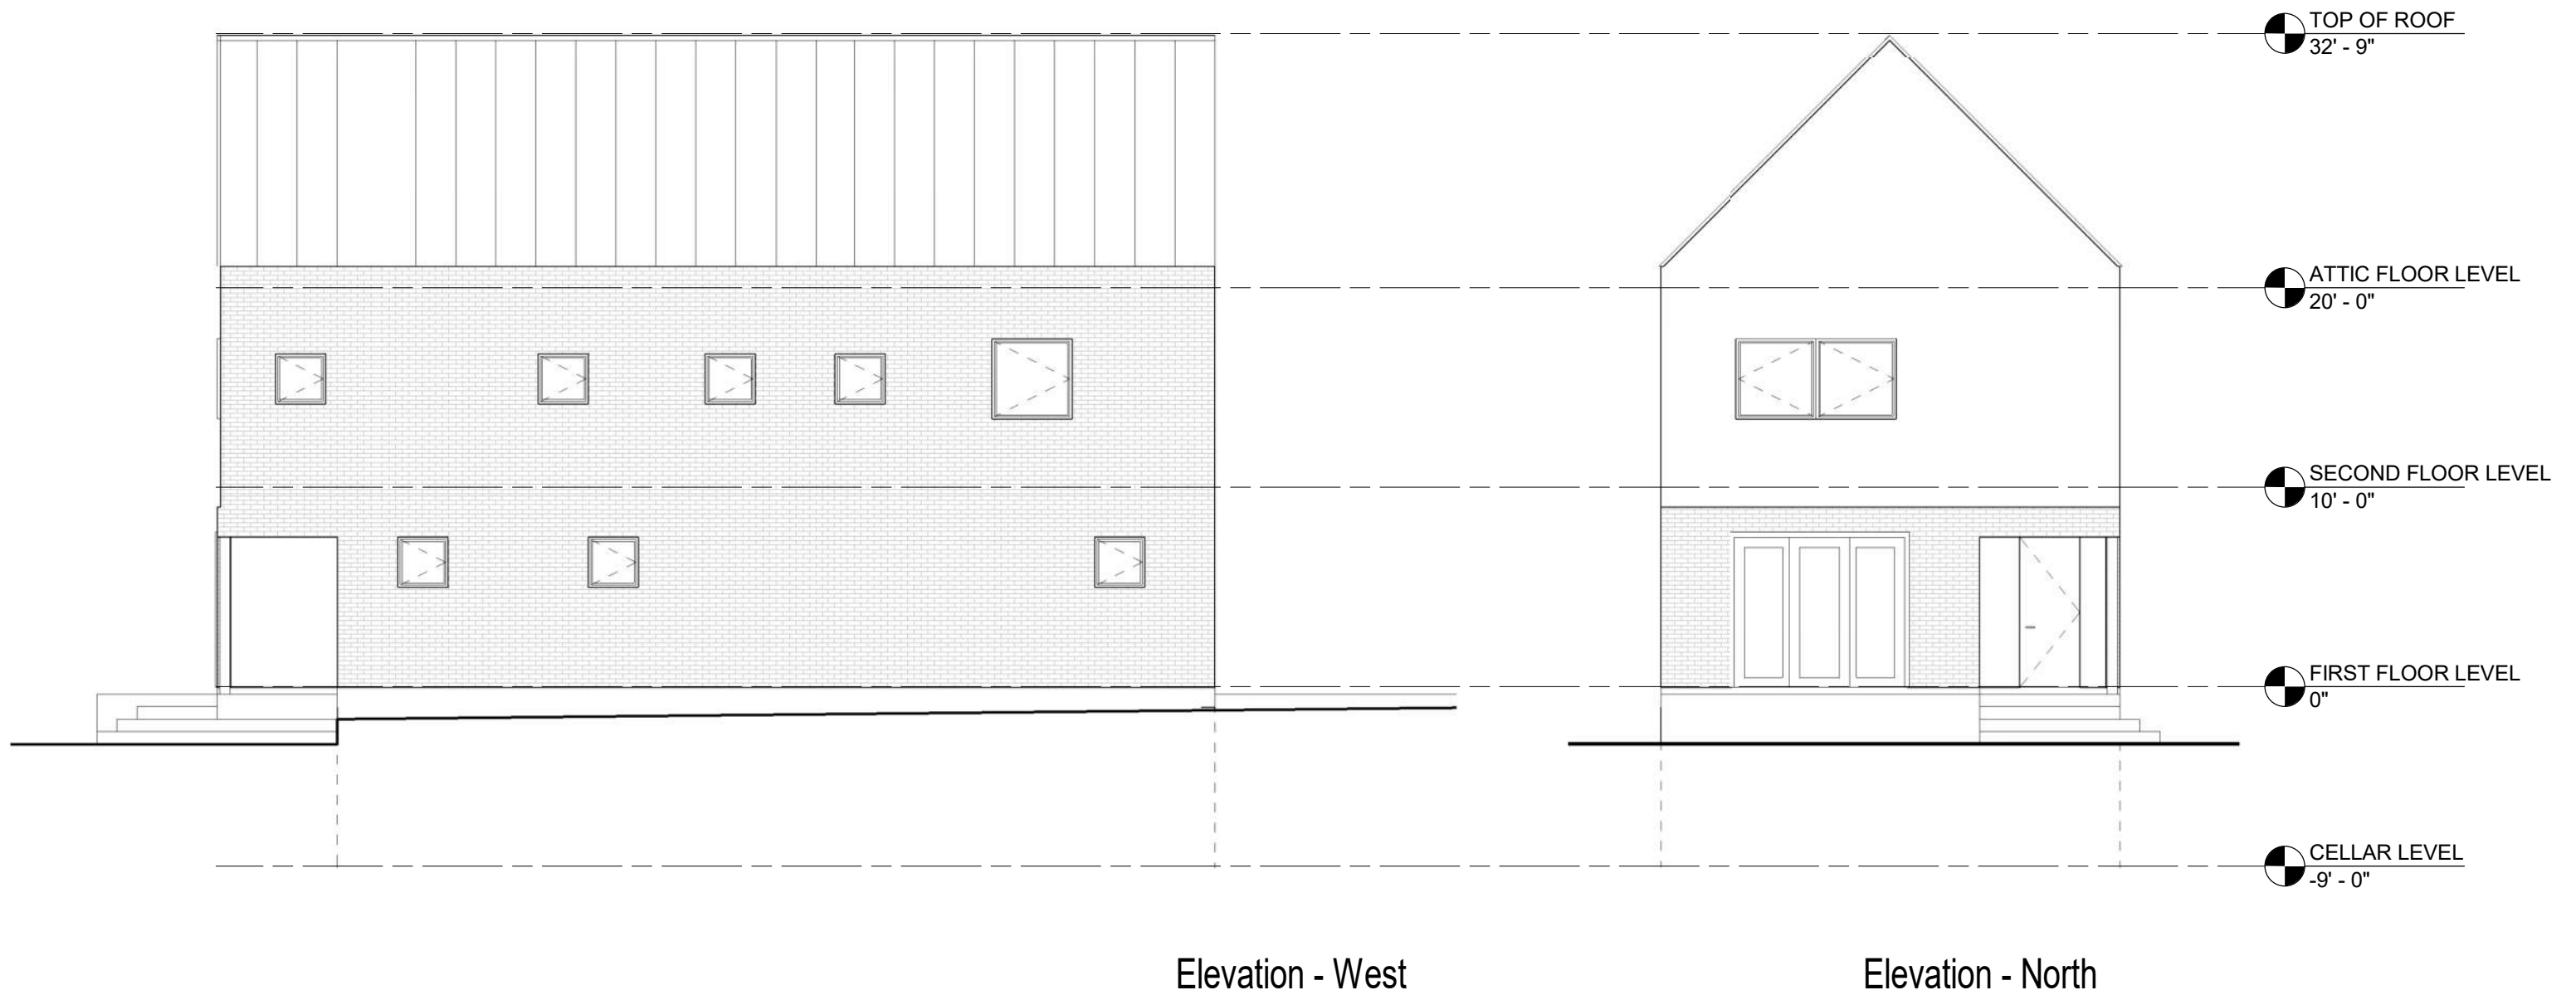 TOP OF ROOF
32' - 9"
ATTIC FLOOR LEVEL
20' - 0"
SECOND FLOOR LEVEL
10' - 0"
FIRST FLOOR LEVEL
0"
CELLAR LEVEL
-9' - 0"
Elevation - West
Elevation - North